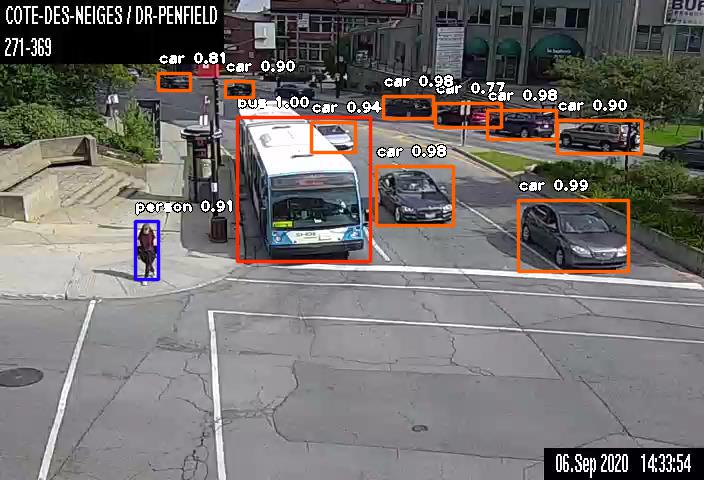 COTE-DES-NEIGES / DR-PENFIELD
271-369
car 0.81
car 0.90
bus 1.00
car 0.94
car 0.98
car 0.77
car 0.98
car 0.90
car 0.98
car 0.99
person 0.91
BUF
06.Sep 2020 14:33:54